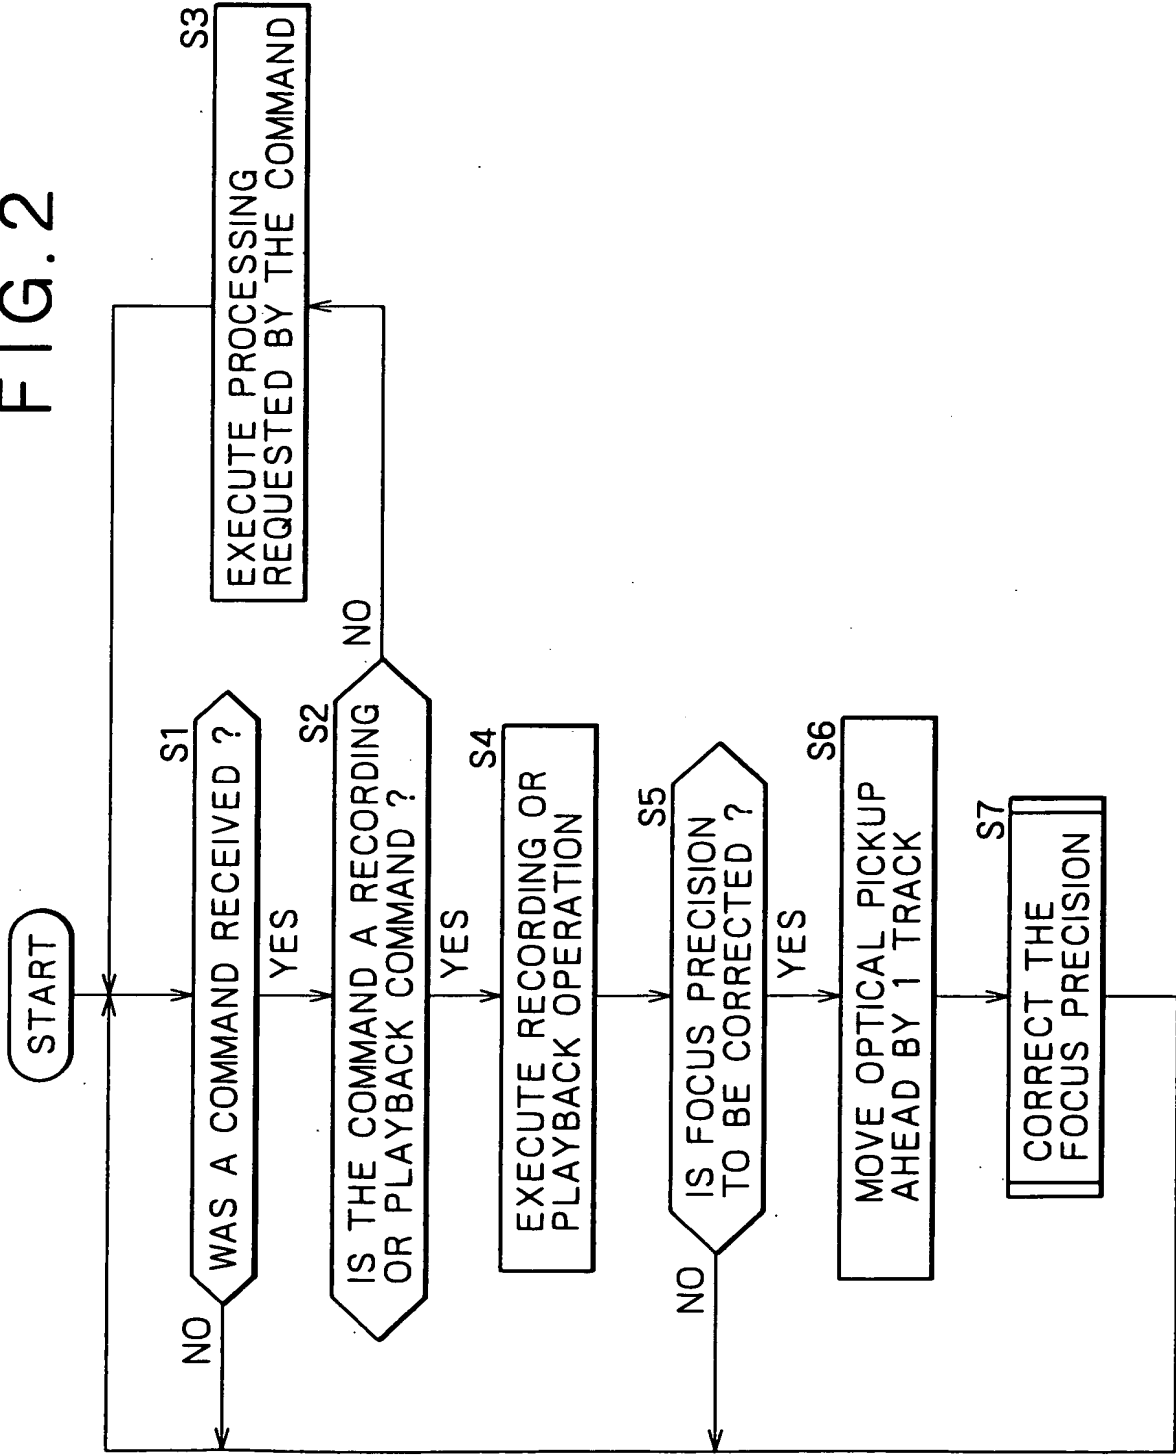 FIG. 2
START
S1
WAS A COMMAND RECEIVED ?
NO
YES
S2
IS THE COMMAND A RECORDING
OR PLAYBACK COMMAND ?
NO
YES
S3
EXECUTE PROCESSING
REQUESTED BY THE COMMAND
S4
EXECUTE RECORDING OR
PLAYBACK OPERATION
S5
IS FOCUS PRECISION
TO BE CORRECTED ?
NO
YES
S6
MOVE OPTICAL PICKUP
AHEAD BY 1 TRACK
S7
CORRECT THE
FOCUS PRECISION